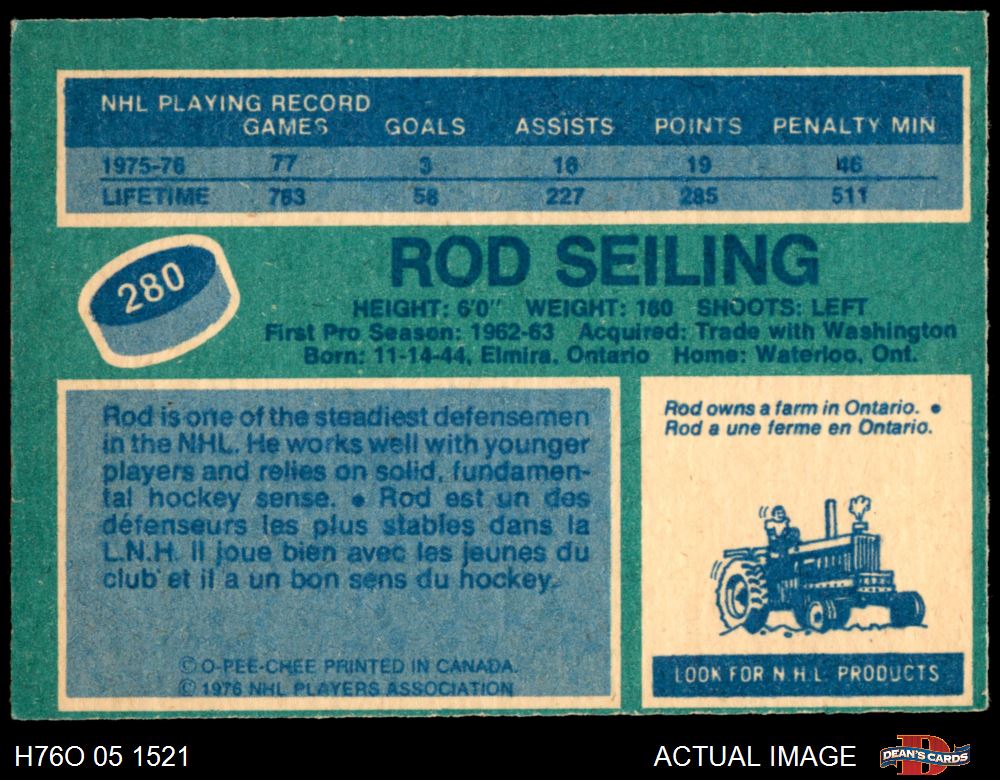 NHL PLAYING RECORD
GAMES GOALS ASSISTS POINTS PENALTY MIN
1975-76 77 3 16 19 46
LIFETIME 783 58 227 285 511
280
ROD SEILING
HEIGHT: 6'0" WEIGHT: 180 SHOOTS: LEFT
First Pro Season: 1962-63 Acquired: Trade with Washington
Born: 11-14-44, Elmira, Ontario Home: Waterloo, Ont.
Rod is one of the steadiest defensemen
in the NHL. He works well with younger
players and relies on solid, fundamen-
tal hockey sense. • Rod est un des
défenseurs les plus stables dans la
L.N.H. Il joue bien avec les jeunes du
club et il a un bon sens du hockey.
© O-PEE-CHEE PRINTED IN CANADA.
© 1976 NHL PLAYERS ASSOCIATION
Rod owns a farm in Ontario. •
Rod a une ferme en Ontario.
LOOK FOR N.H.L. PRODUCTS
H76O 05 1521 ACTUAL IMAGE
D
DEAN'S CARDS